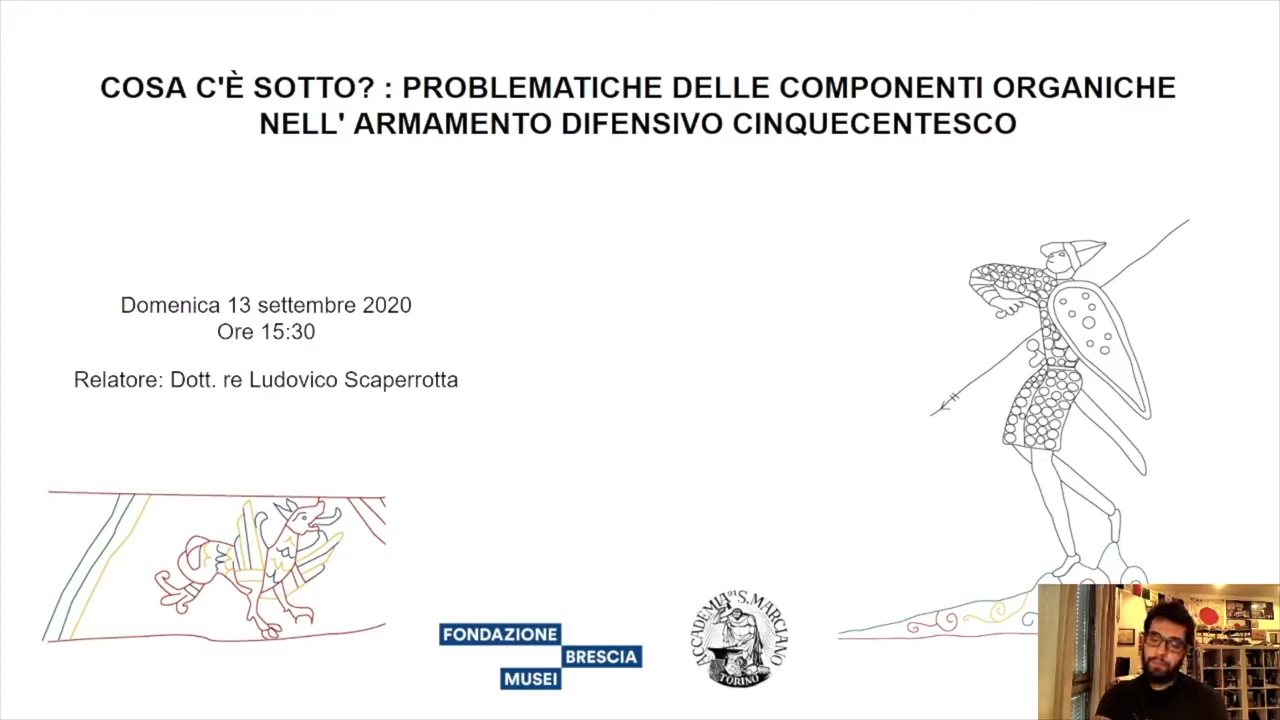 COSA C'È SOTTO? : PROBLEMATICHE DELLE COMPONENTI ORGANICHE
NELL' ARMAMENTO DIFENSIVO CINQUECENTESCO
Domenica 13 settembre 2020
Ore 15:30
Relatore: Dott. re Ludovico Scaperrotta
FONDAZIONE
BRESCIA
MUSEI
ACCADEMIA DI S. MARCIANO
TORINO